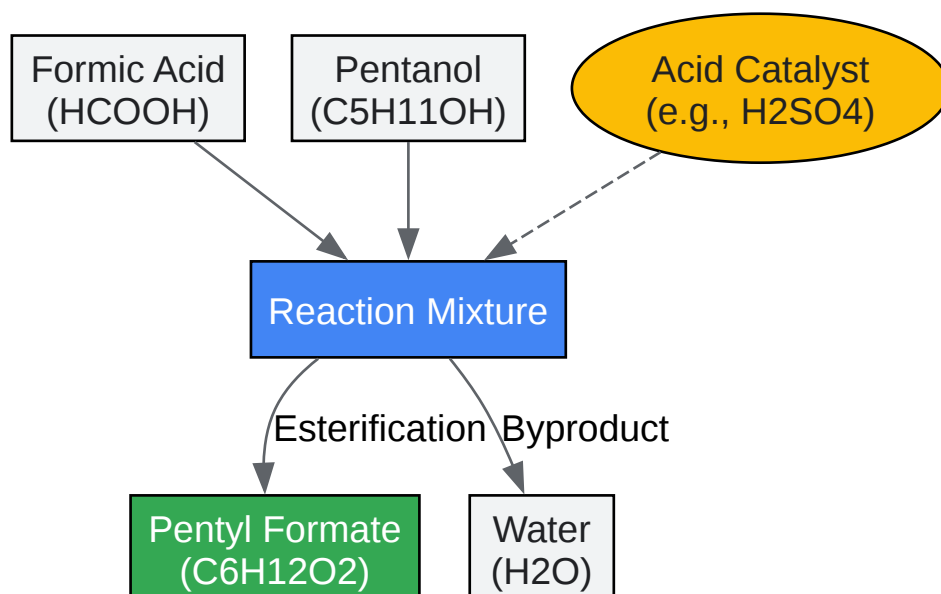 Formic Acid
(HCOOH)
Pentanol
(C5H11OH)
Acid Catalyst
(e.g., H2SO4)
Reaction Mixture
Esterification
Byproduct
Pentyl Formate
(C6H12O2)
Water
(H2O)